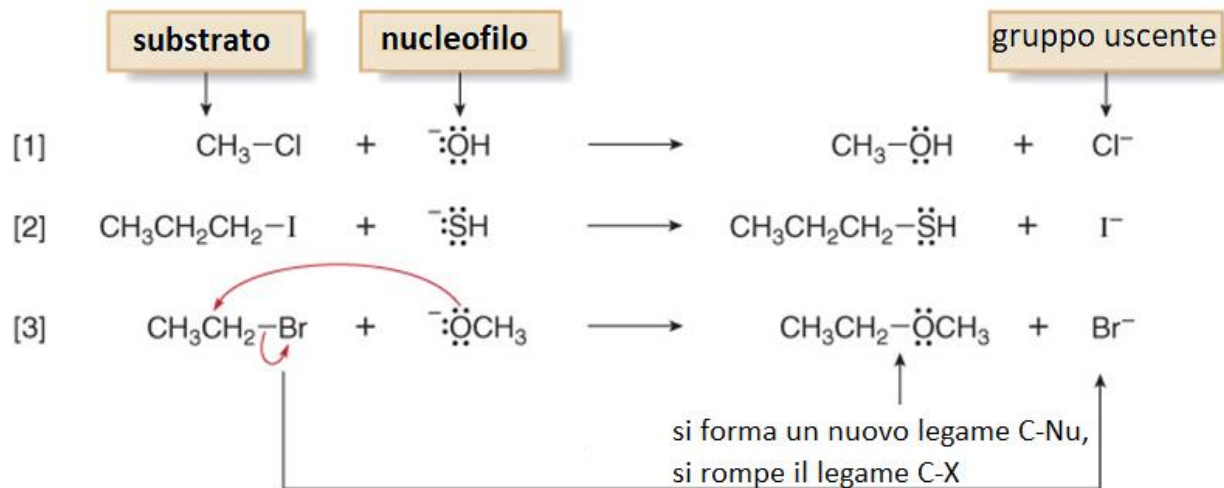 substrato nucleofilo gruppo uscente
[1] CH₃–Cl + ⁻:ÖH CH₃–ÖH + Cl⁻
[2] CH₃CH₂CH₂–I + ⁻:S̈H CH₃CH₂CH₂–S̈H + I⁻
[3] CH₃CH₂–Br + ⁻:ÖCH₃ CH₃CH₂–ÖCH₃ + Br⁻
si forma un nuovo legame C-Nu,
si rompe il legame C-X